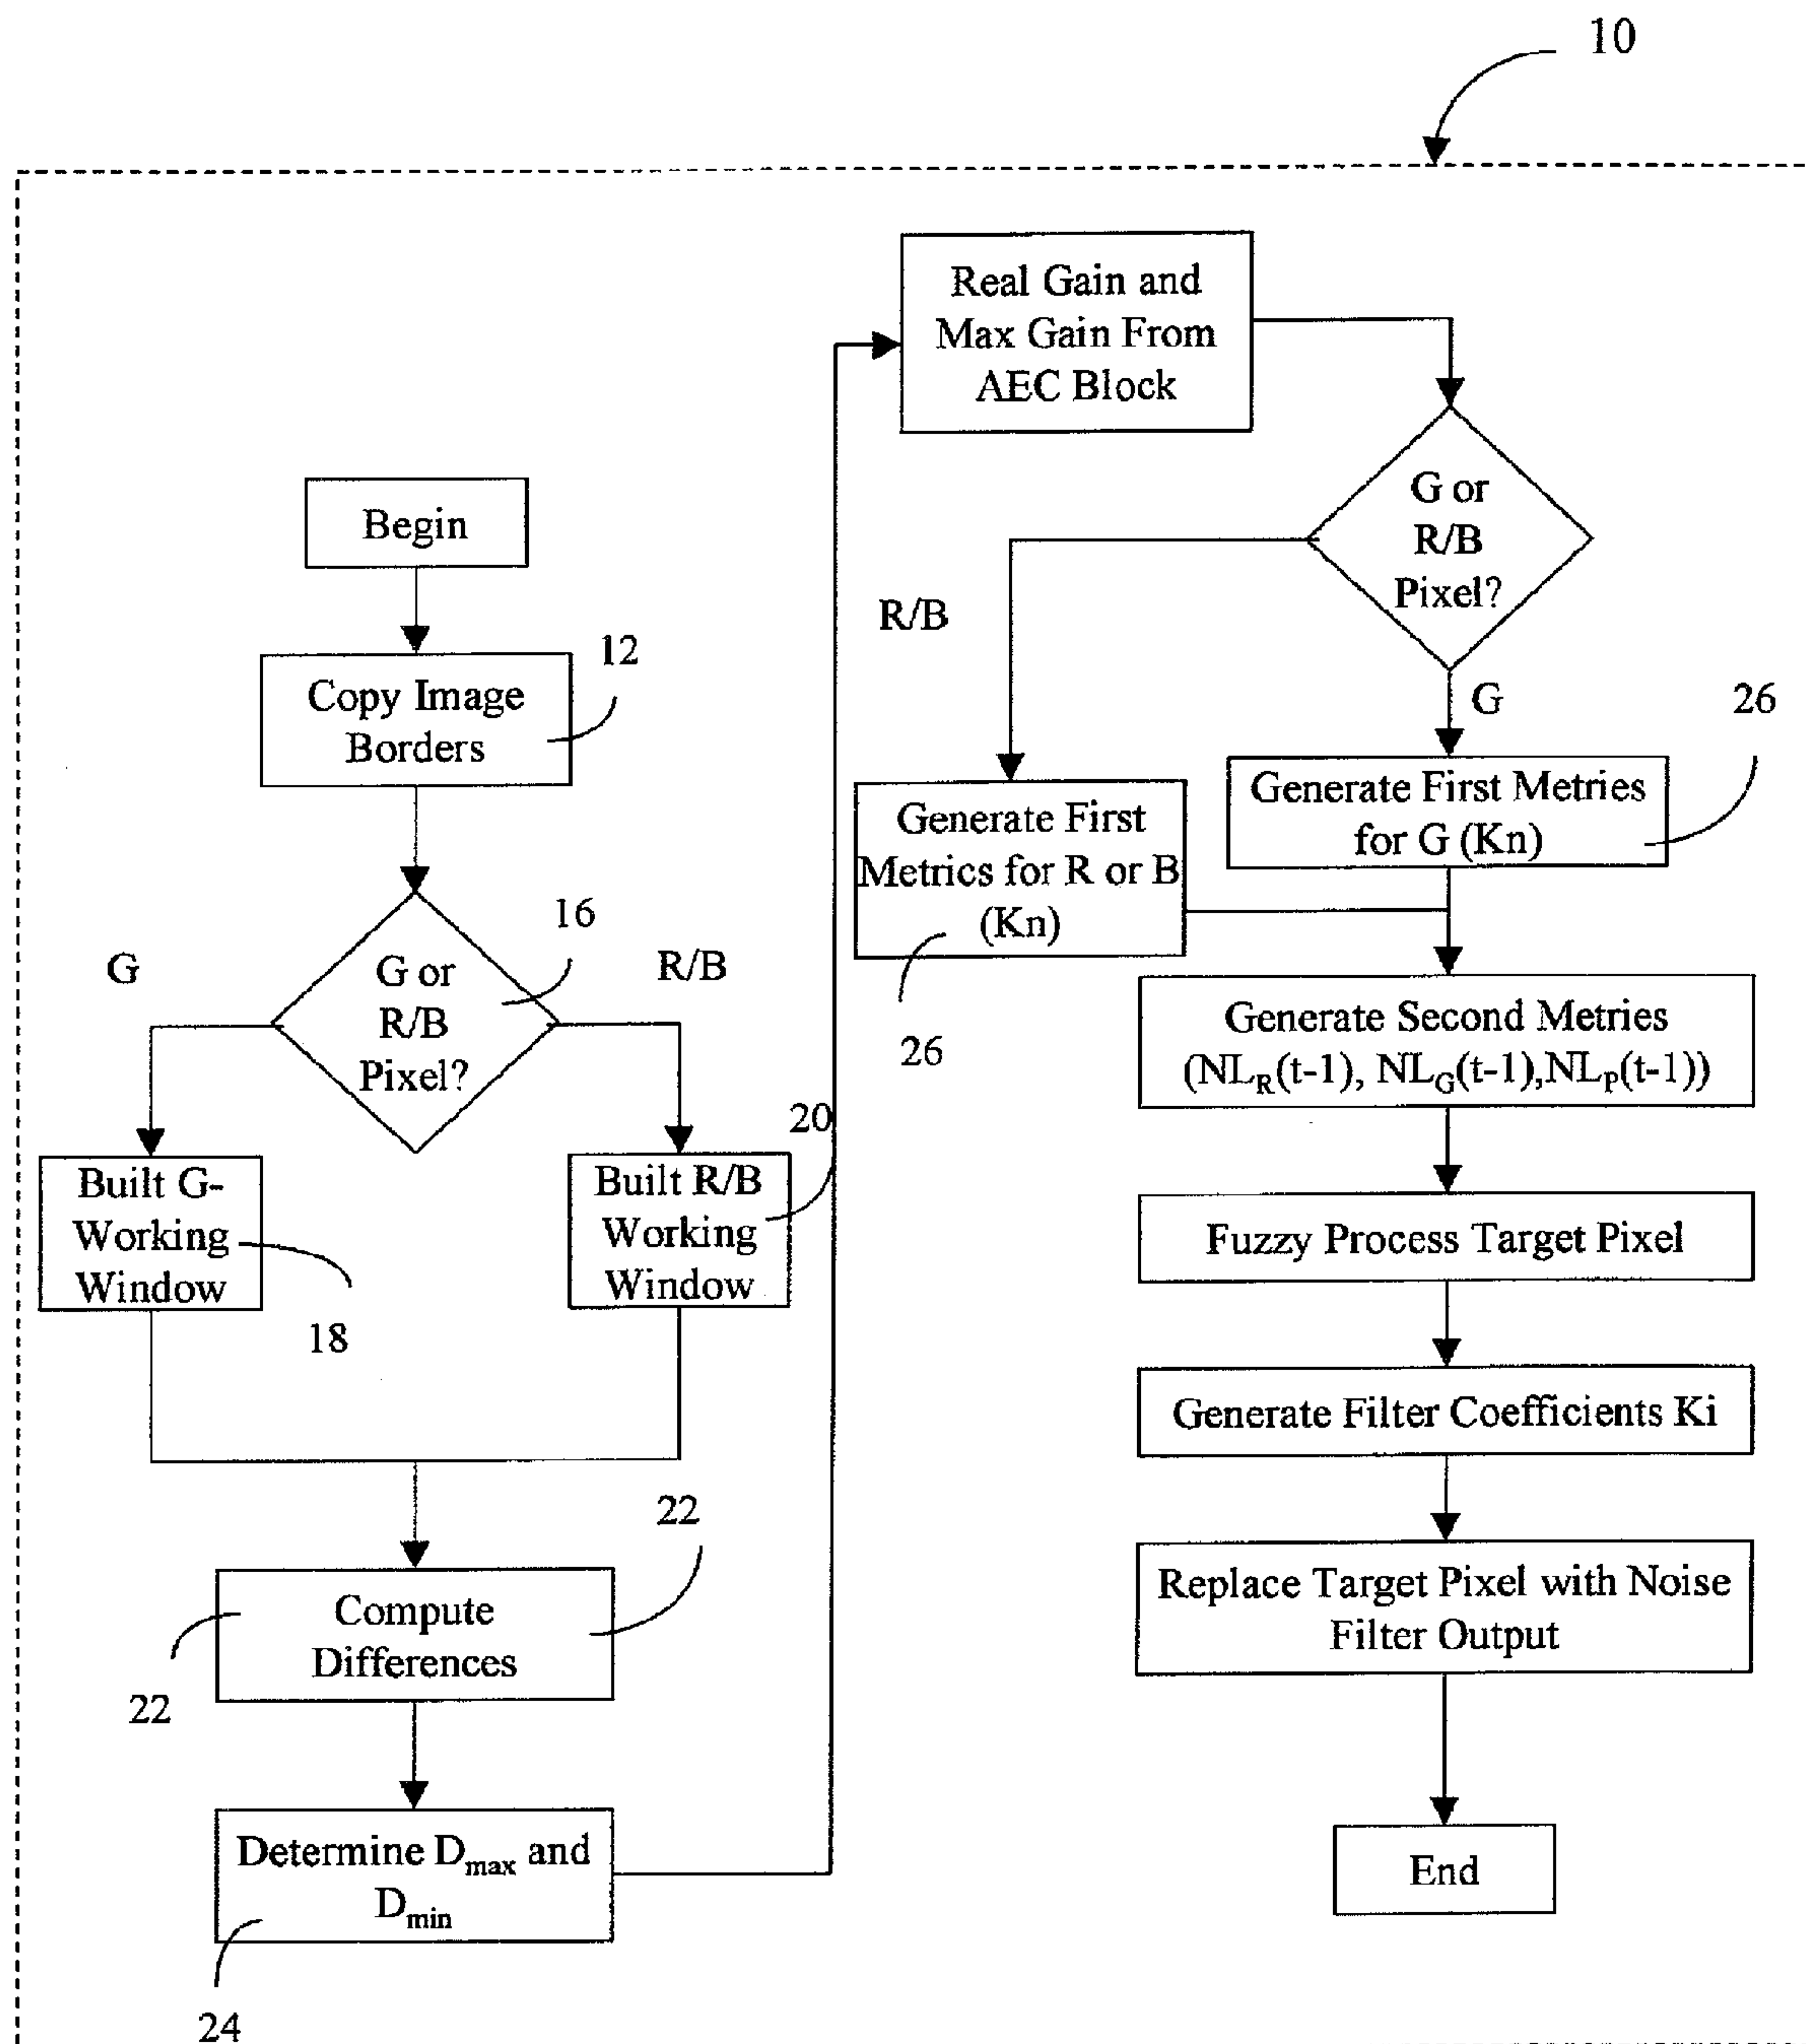 10
Begin
12
Copy Image
Borders
16
G
G or
R/B
Pixel?
R/B
20
Built G-
Working
Window
18
Built R/B
Working
Window
22
Compute
Differences
22
Determine Dmax and
Dmin
24
Real Gain and
Max Gain From
AEC Block
G or
R/B
Pixel?
R/B
G
26
Generate First
Metrics for R or B
(Kn)
26
Generate First Metries
for G (Kn)
Generate Second Metries
(NLR(t-1), NLG(t-1),NLP(t-1))
Fuzzy Process Target Pixel
Generate Filter Coefficients Ki
Replace Target Pixel with Noise
Filter Output
End